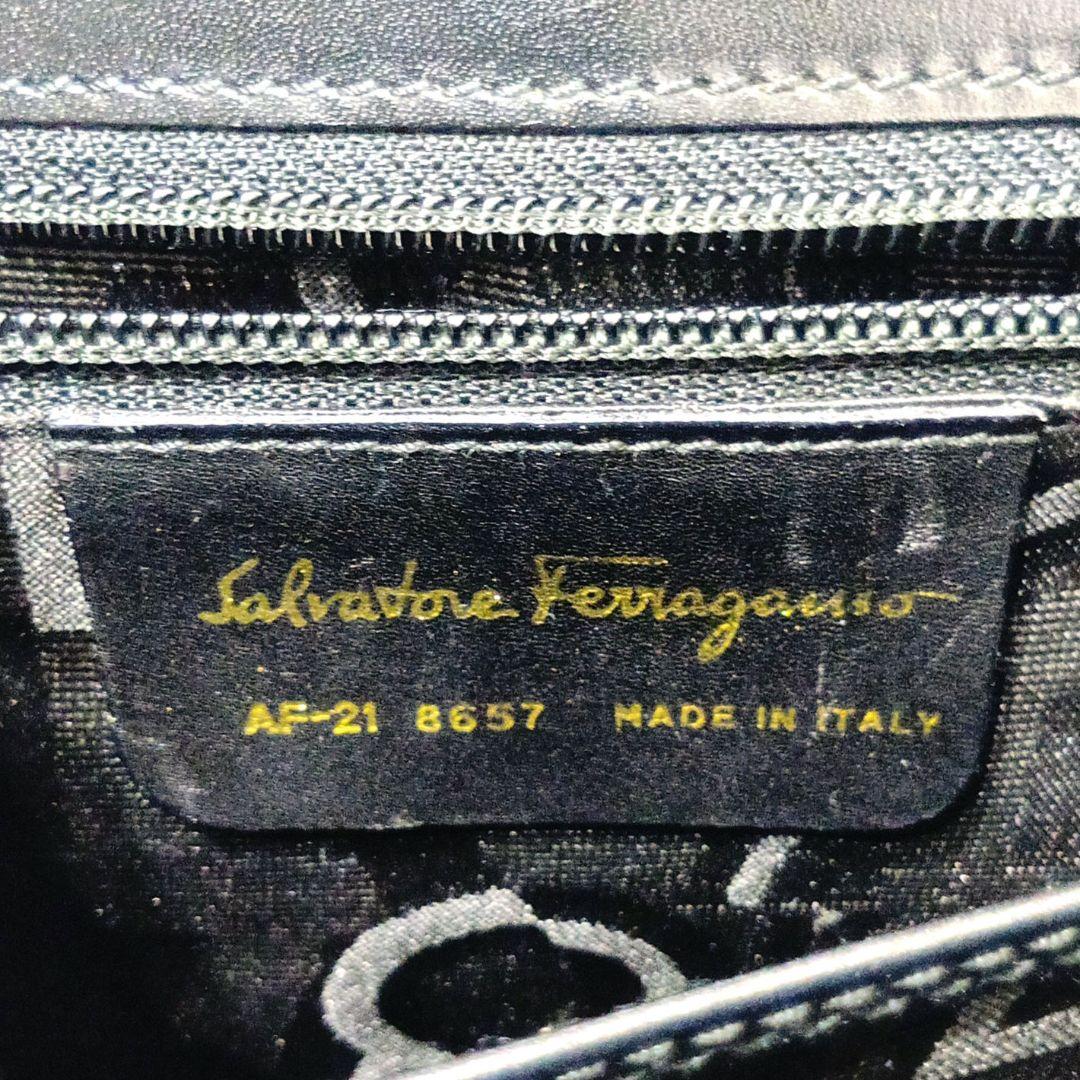 Salvatore Ferragamo
AF-21 8657 MADE IN ITALY